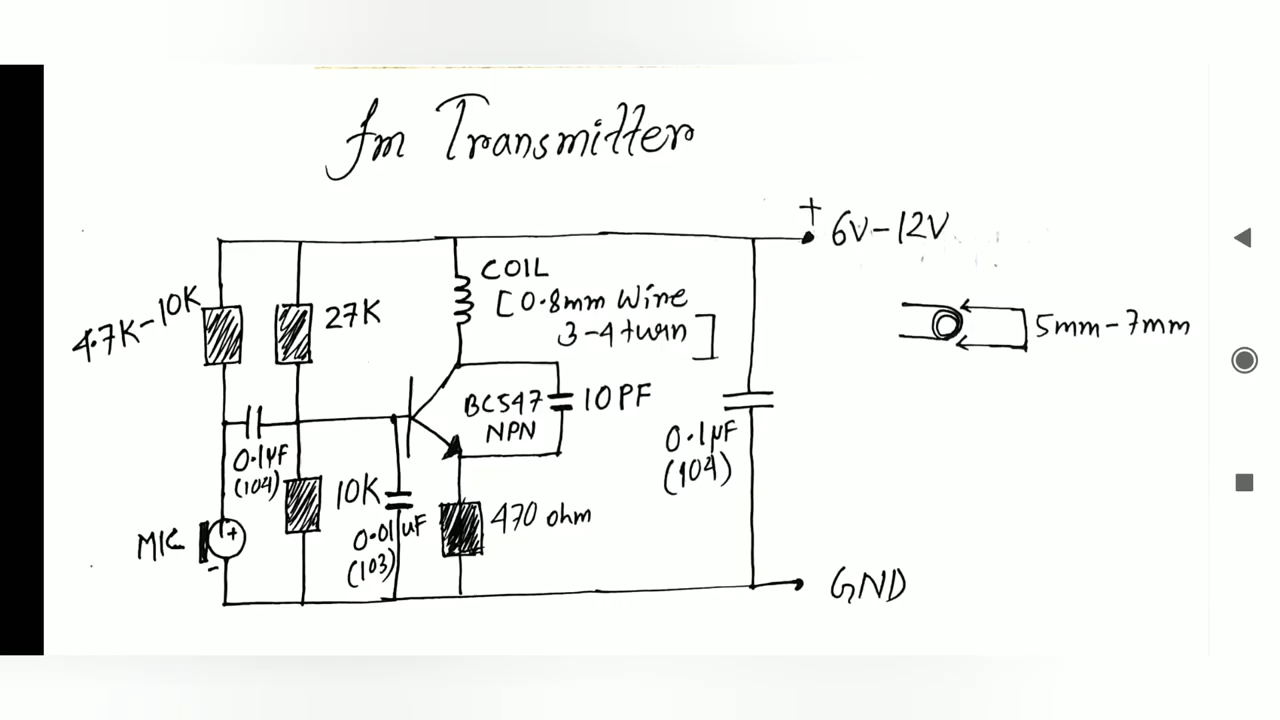 fm Transmitter
+
6V-12V
COIL
[0.8mm Wire
3-4 turn]
4.7K-10K
27K
5mm-7mm
BC547
NPN
10PF
0.1µF
(104)
0.1µF
(104)
10K
0.01uF
(103)
470 ohm
MIC
+
-
GND